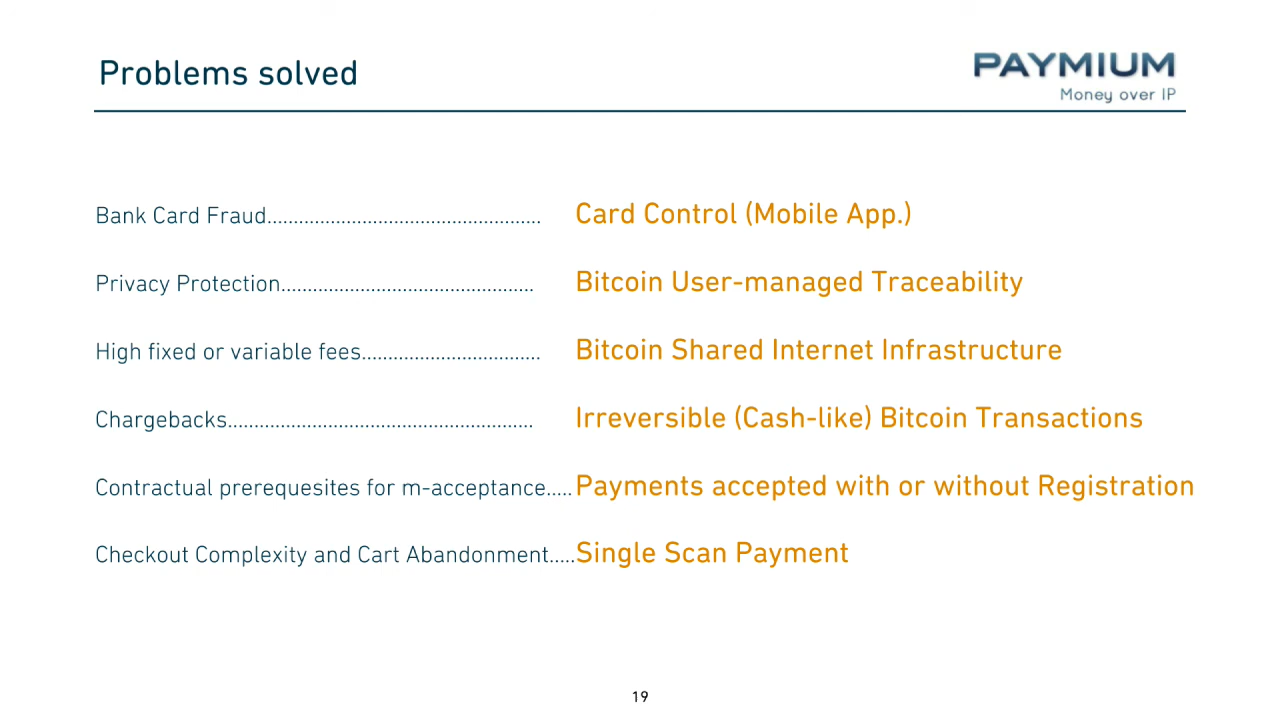 Problems solved
PAYMIUM
Money over IP
Bank Card Fraud.................................................... Card Control (Mobile App.)
Privacy Protection................................................ Bitcoin User-managed Traceability
High fixed or variable fees.................................. Bitcoin Shared Internet Infrastructure
Chargebacks.......................................................... Irreversible (Cash-like) Bitcoin Transactions
Contractual prerequesites for m-acceptance..... Payments accepted with or without Registration
Checkout Complexity and Cart Abandonment..... Single Scan Payment
19